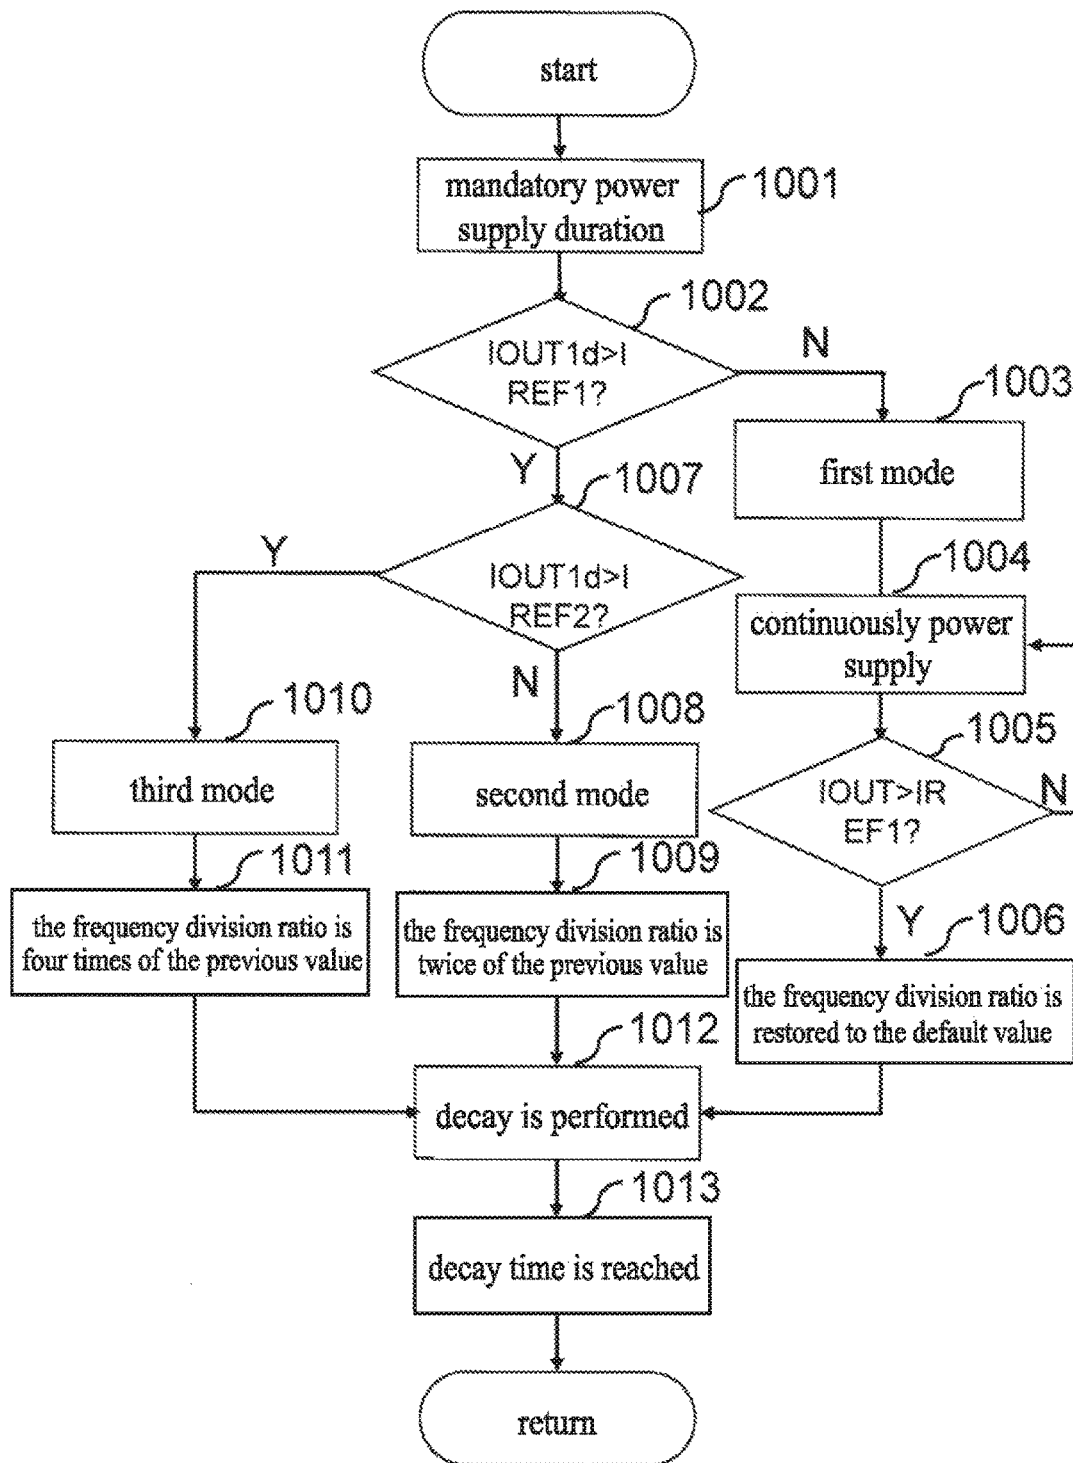 start
mandatory power
supply duration
1001
1002
IOUT1d>I
REF1?
N
Y
1003
first mode
1007
IOUT1d>I
REF2?
Y
N
1004
continuously power
supply
1005
IOUT>IR
EF1?
N
Y
1010
third mode
1008
second mode
1011
the frequency division ratio is
four times of the previous value
1009
the frequency division ratio is
twice of the previous value
1006
the frequency division ratio is
restored to the default value
1012
decay is performed
1013
decay time is reached
return